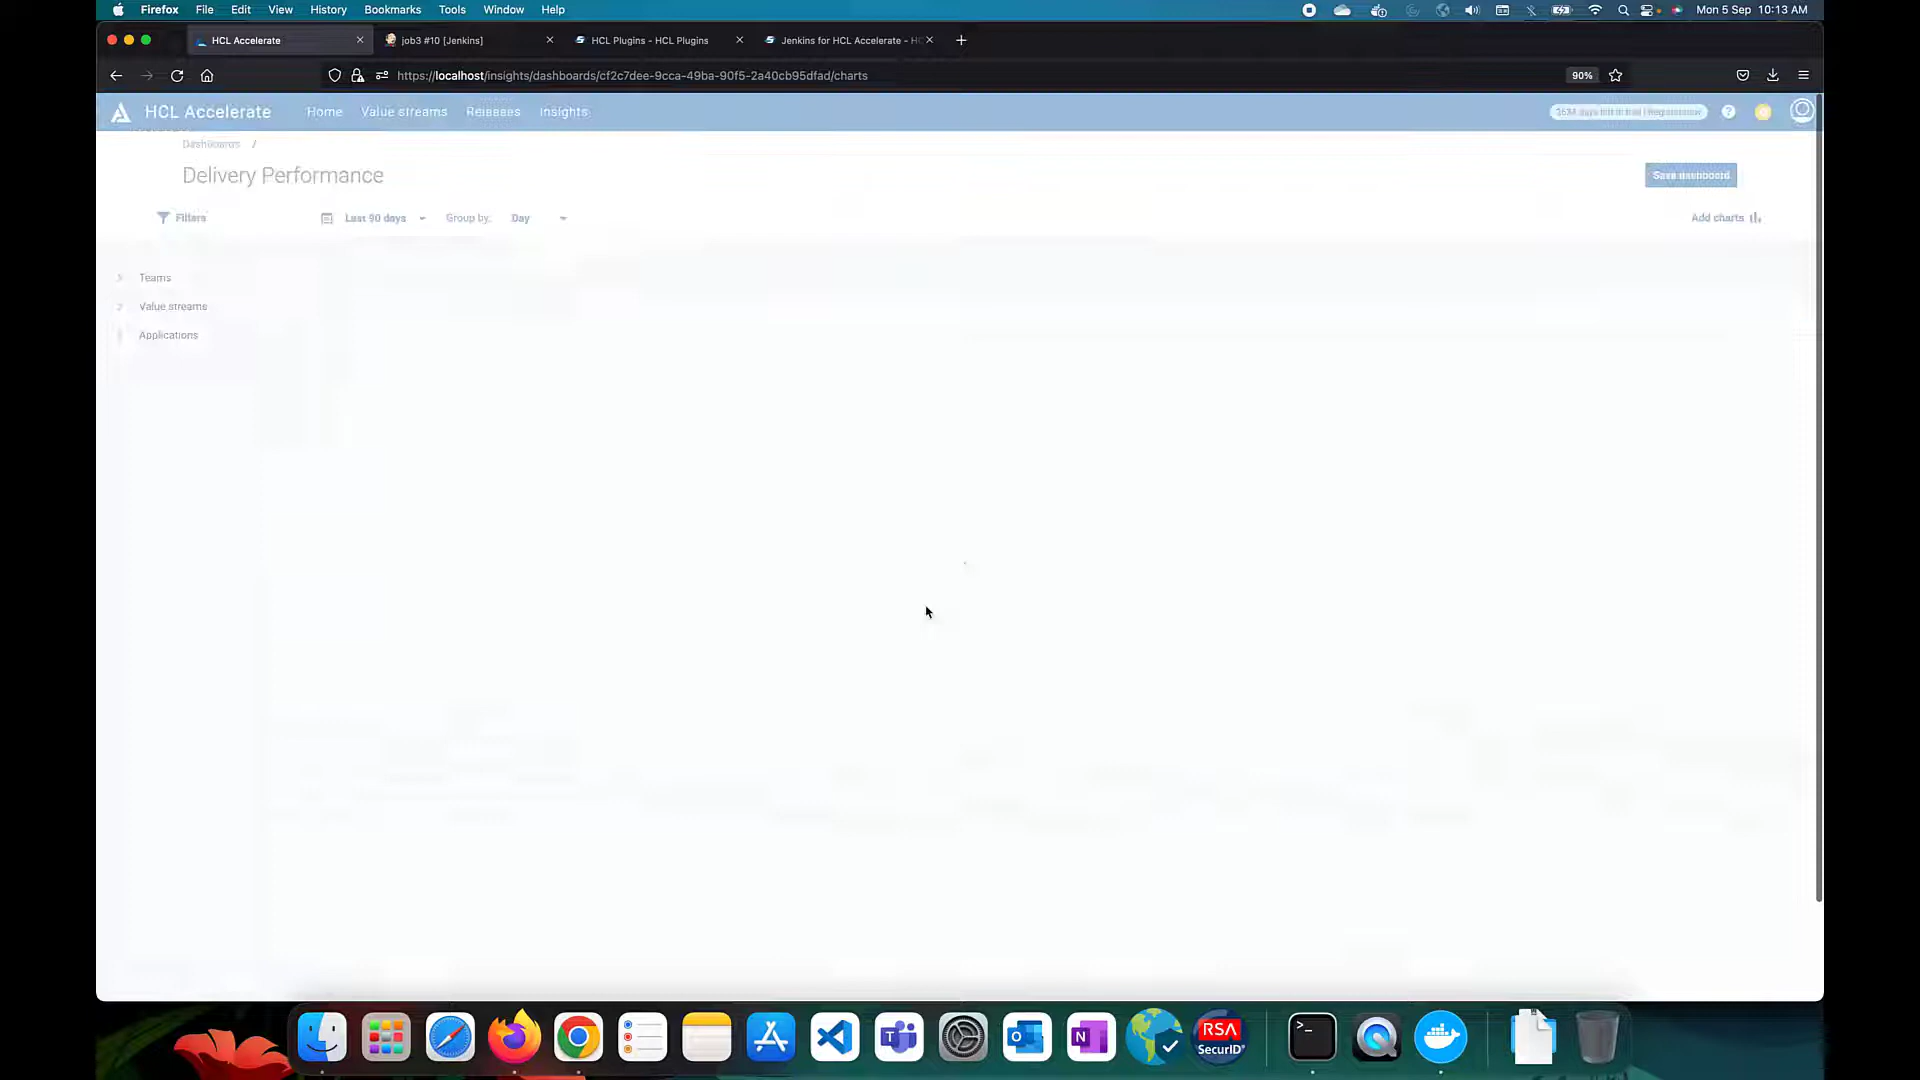 Firefox File Edit View History Bookmarks Tools Window Help Mon 5 Sep 10:13 AM
HCL Accelerate job3 #10 [Jenkins] HCL Plugins - HCL Plugins Jenkins for HCL Accelerate - HC
https://localhost/insights/dashboards/cf2c7dee-9cca-49ba-90f5-2a40cb95dfad/charts 90%
HCL Accelerate Home Value streams Releases Insights ?
Dashboards /
Delivery Performance Save dashboard
Filters Last 90 days Group by: Day Add charts
Teams
Value streams
Applications
RSA
SecurID